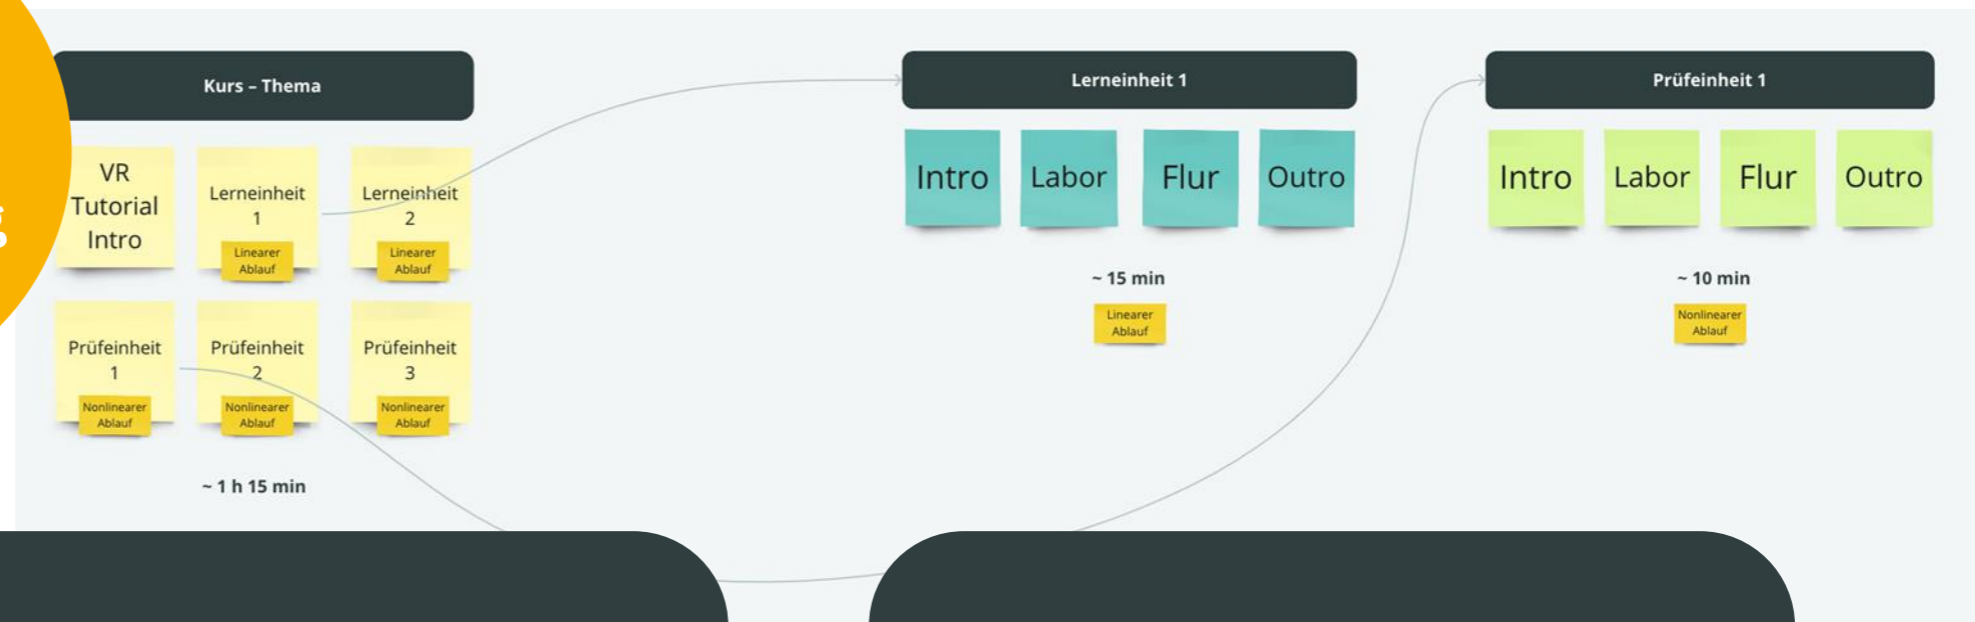 Kurs – Thema
VR
Tutorial
Intro
Lerneinheit
1
Linearer
Ablauf
Lerneinheit
2
Linearer
Ablauf
Prüfeinheit
1
Nonlinearer
Ablauf
Prüfeinheit
2
Nonlinearer
Ablauf
Prüfeinheit
3
Nonlinearer
Ablauf
~ 1 h 15 min
Lerneinheit 1
Intro
Labor
Flur
Outro
~ 15 min
Linearer
Ablauf
Prüfeinheit 1
Intro
Labor
Flur
Outro
~ 10 min
Nonlinearer
Ablauf